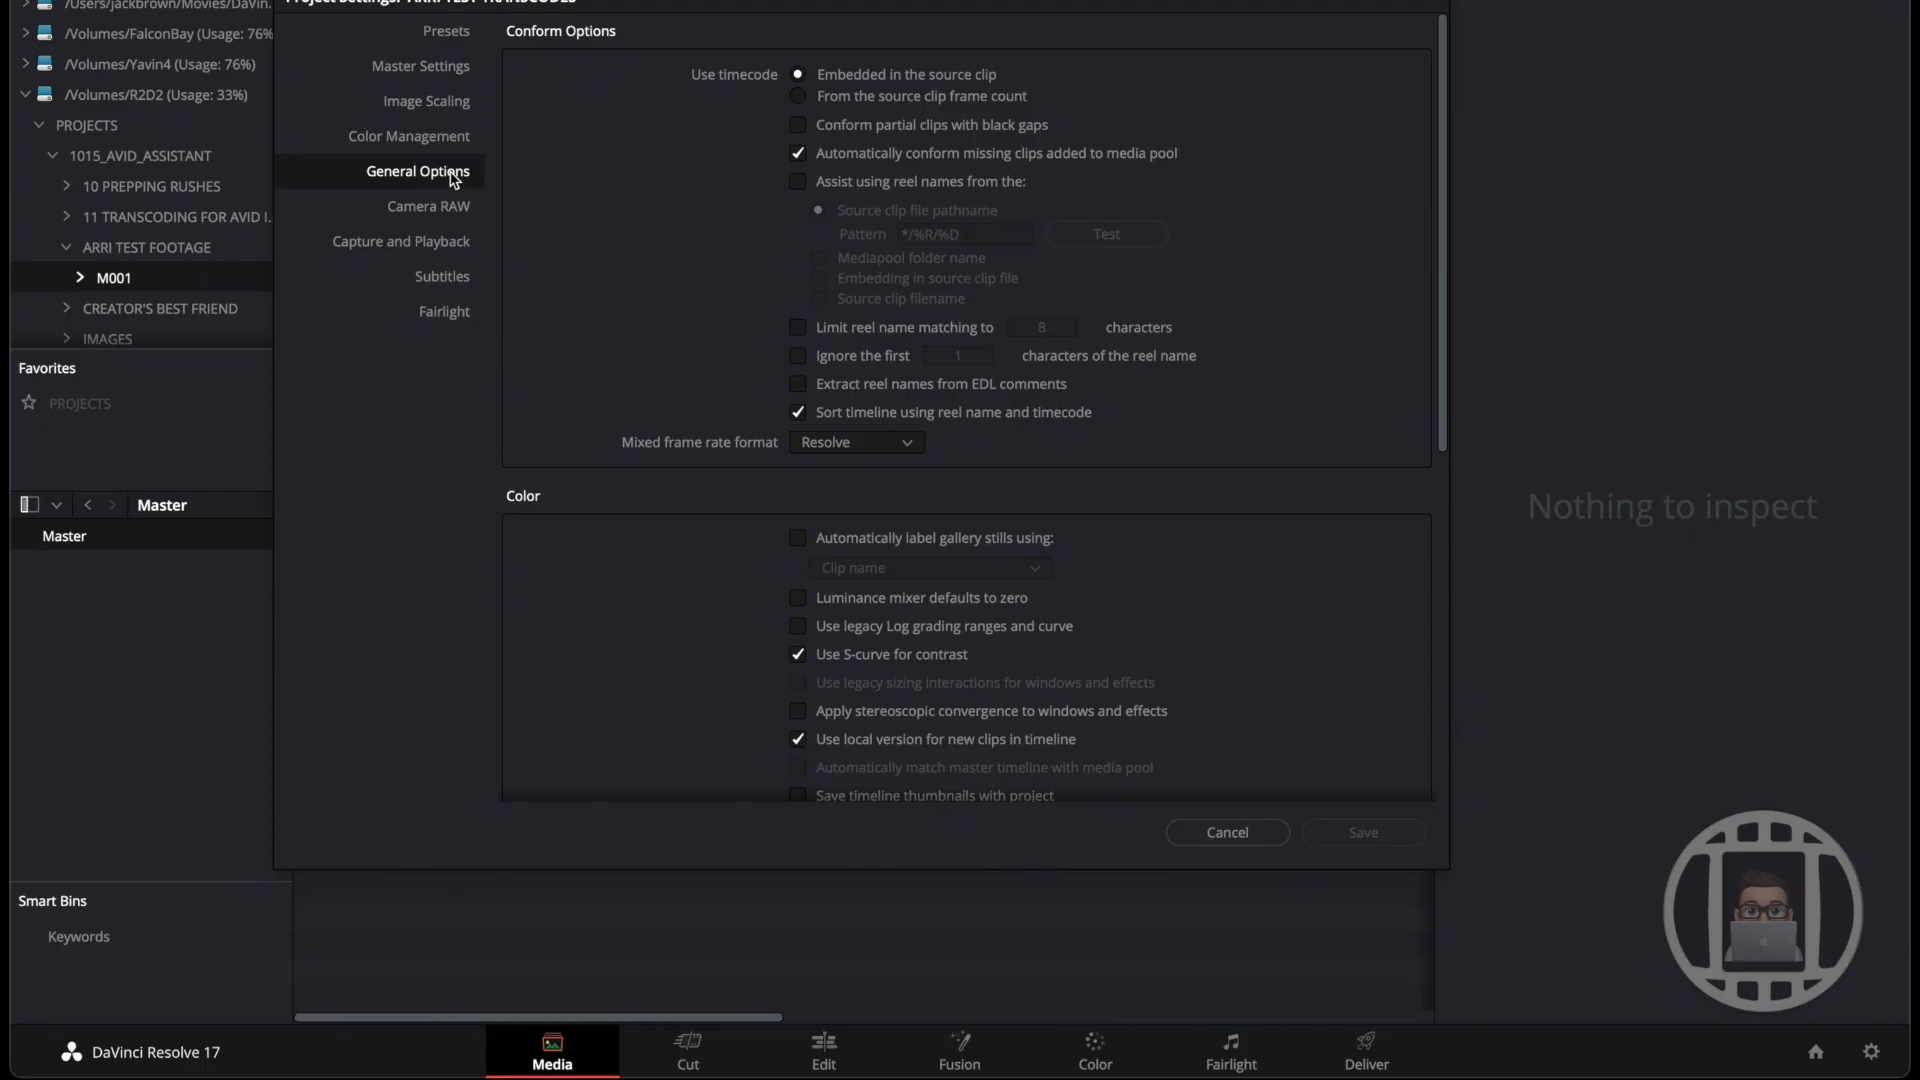 /Users/jackbrown/Movies/DaVin.
/Volumes/FalconBay (Usage: 76%
/Volumes/Yavin4 (Usage: 76%)
/Volumes/R2D2 (Usage: 33%)
PROJECTS
1015_AVID_ASSISTANT
10 PREPPING RUSHES
11 TRANSCODING FOR AVID I..
ARRI TEST FOOTAGE
M001
CREATOR'S BEST FRIEND
IMAGES
Favorites
PROJECTS
Master
Master
Smart Bins
Keywords
Project Settings: ARRI TEST TRANSCODES
Presets
Master Settings
Image Scaling
Color Management
General Options
Camera RAW
Capture and Playback
Subtitles
Fairlight
Conform Options
Use timecode
Embedded in the source clip
From the source clip frame count
Conform partial clips with black gaps
Automatically conform missing clips added to media pool
Assist using reel names from the:
Source clip file pathname
Pattern */%R/%D Test
Mediapool folder name
Embedding in source clip file
Source clip filename
Limit reel name matching to 8 characters
Ignore the first 1 characters of the reel name
Extract reel names from EDL comments
Sort timeline using reel name and timecode
Mixed frame rate format Resolve
Color
Automatically label gallery stills using:
Clip name
Luminance mixer defaults to zero
Use legacy Log grading ranges and curve
Use S-curve for contrast
Use legacy sizing interactions for windows and effects
Apply stereoscopic convergence to windows and effects
Use local version for new clips in timeline
Automatically match master timeline with media pool
Save timeline thumbnails with project
Cancel Save
Nothing to inspect
DaVinci Resolve 17
Media Cut Edit Fusion Color Fairlight Deliver